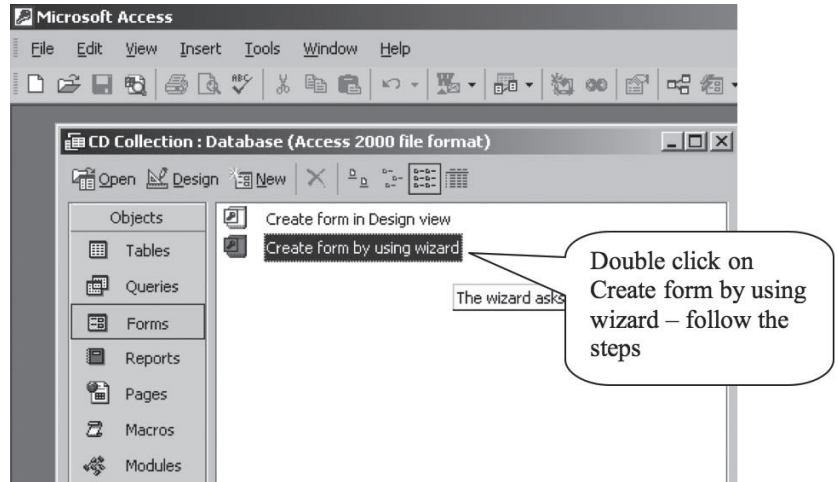 Microsoft Access
File Edit View Insert Tools Window Help
ABC
CD Collection : Database (Access 2000 file format)
Open Design New
Objects
Tables
Queries
Forms
Reports
Pages
Macros
Modules
Create form in Design view
Create form by using wizard
The wizard asks
Double click on
Create form by using
wizard – follow the
steps